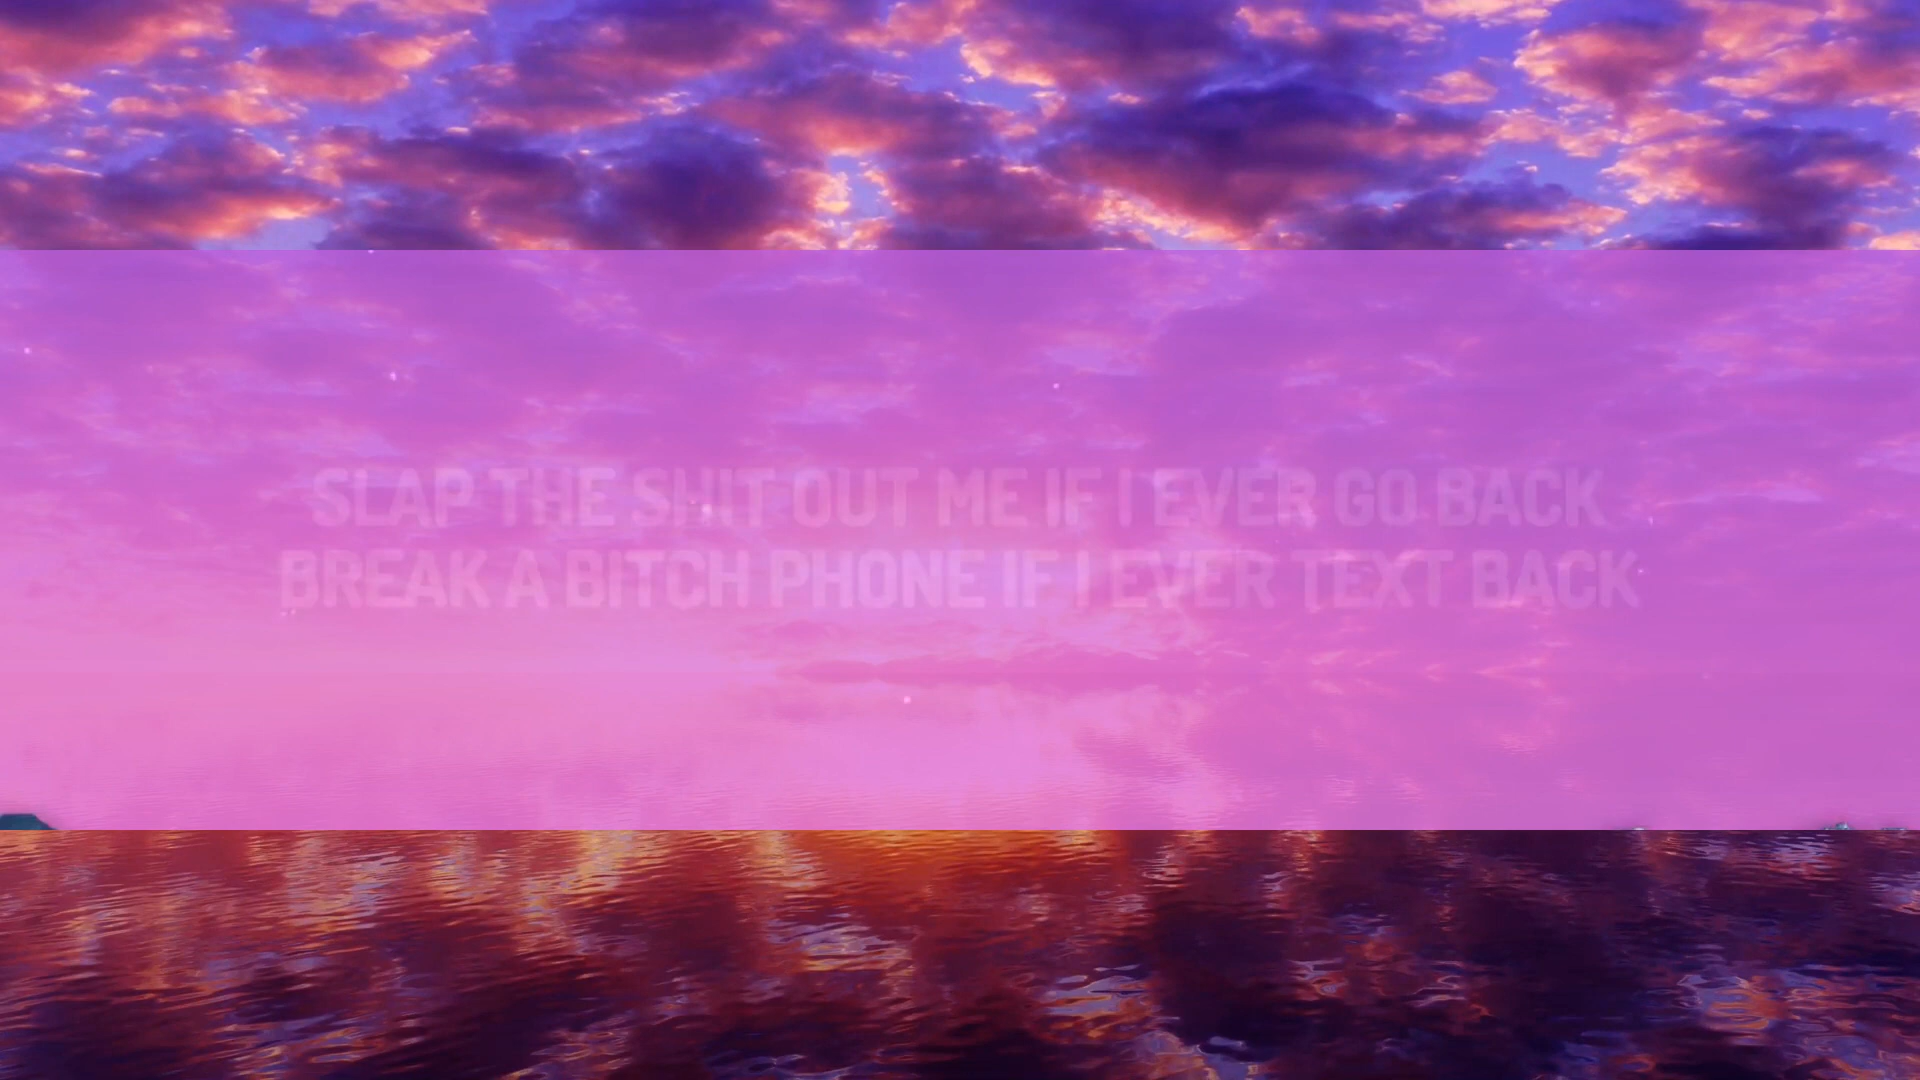 SLAP THE SHIT OUT ME IF I EVER GO BACK
BREAK A BITCH PHONE IF I EVER TEXT BACK